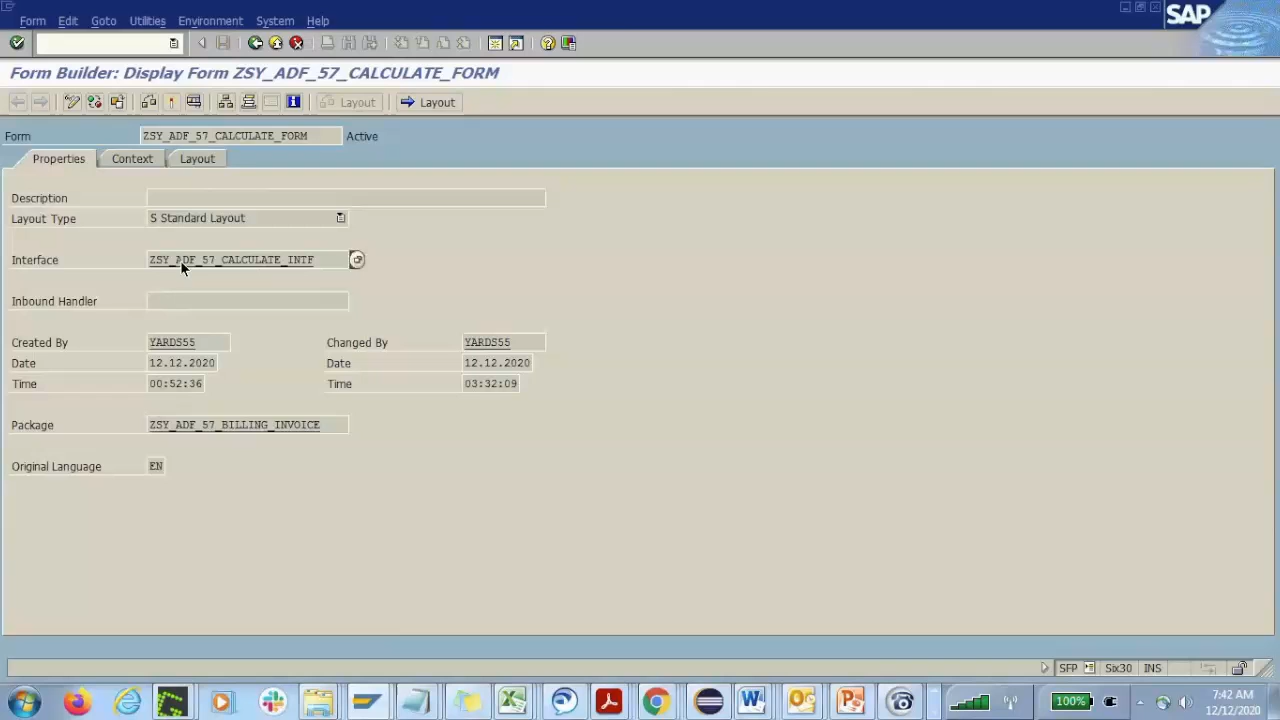 Form Edit Goto Utilities Environment System Help
SAP
Form Builder: Display Form ZSY_ADF_57_CALCULATE_FORM
Layout Layout
Form ZSY_ADF_57_CALCULATE_FORM Active
Properties Context Layout
Description
Layout Type S Standard Layout
Interface ZSY_ADF_57_CALCULATE_INTF
Inbound Handler
Created By YARDS55 Changed By YARDS55
Date 12.12.2020 Date 12.12.2020
Time 00:52:36 Time 03:32:09
Package ZSY_ADF_57_BILLING_INVOICE
Original Language EN
SFP Six30 INS
100% 7:42 AM
12/12/2020